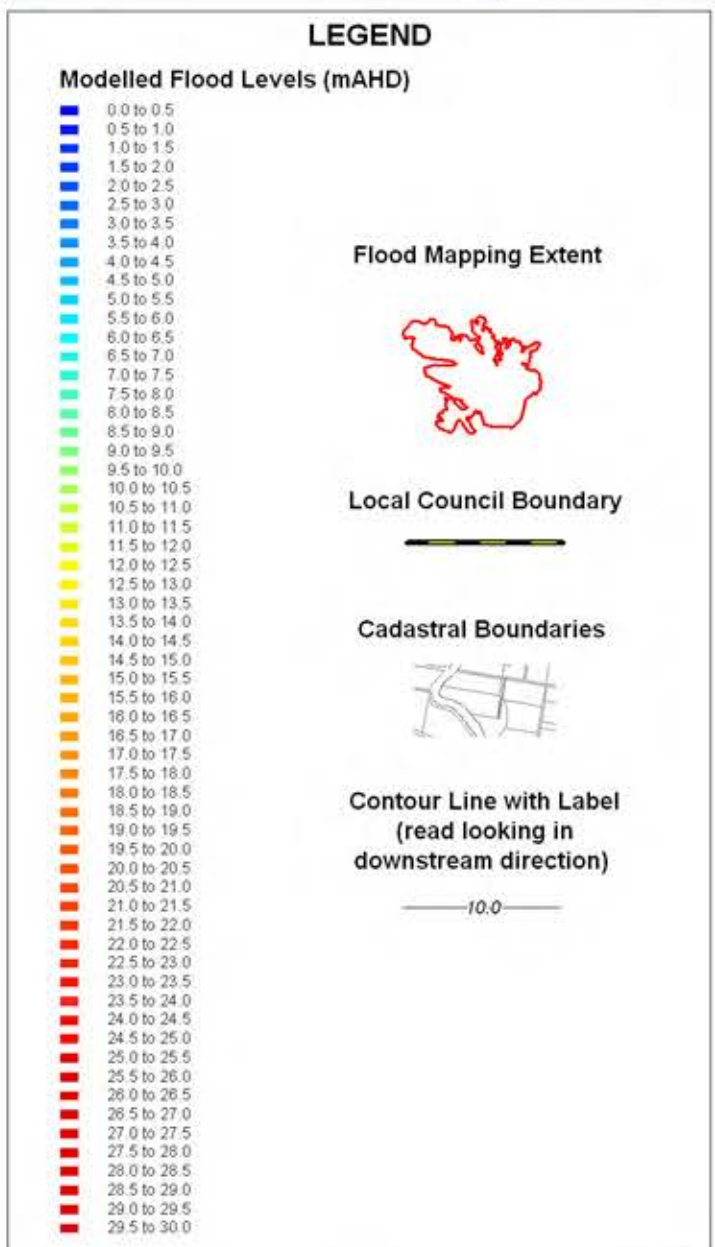 LEGEND
Modelled Flood Levels (mAHD)
0.0 to 0.5
0.5 to 1.0
1.0 to 1.5
1.5 to 2.0
2.0 to 2.5
2.5 to 3.0
3.0 to 3.5
3.5 to 4.0
4.0 to 4.5
4.5 to 5.0
5.0 to 5.5
5.5 to 6.0
6.0 to 6.5
6.5 to 7.0
7.0 to 7.5
7.5 to 8.0
8.0 to 8.5
8.5 to 9.0
9.0 to 9.5
9.5 to 10.0
10.0 to 10.5
10.5 to 11.0
11.0 to 11.5
11.5 to 12.0
12.0 to 12.5
12.5 to 13.0
13.0 to 13.5
13.5 to 14.0
14.0 to 14.5
14.5 to 15.0
15.0 to 15.5
15.5 to 16.0
16.0 to 16.5
16.5 to 17.0
17.0 to 17.5
17.5 to 18.0
18.0 to 18.5
18.5 to 19.0
19.0 to 19.5
19.5 to 20.0
20.0 to 20.5
20.5 to 21.0
21.0 to 21.5
21.5 to 22.0
22.0 to 22.5
22.5 to 23.0
23.0 to 23.5
23.5 to 24.0
24.0 to 24.5
24.5 to 25.0
25.0 to 25.5
25.5 to 26.0
26.0 to 26.5
26.5 to 27.0
27.0 to 27.5
27.5 to 28.0
28.0 to 28.5
28.5 to 29.0
29.0 to 29.5
29.5 to 30.0
Flood Mapping Extent
Local Council Boundary
Cadastral Boundaries
Contour Line with Label
(read looking in
downstream direction)
10.0